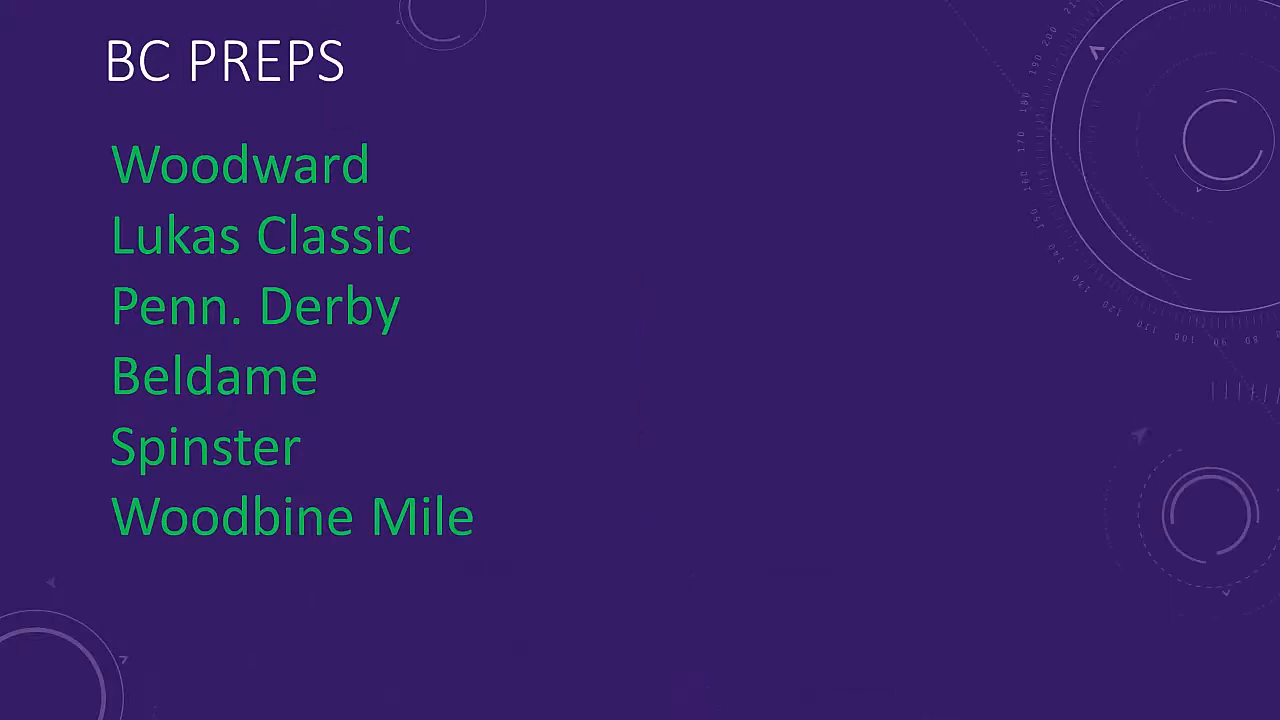 BC PREPS
Woodward
Lukas Classic
Penn. Derby
Beldame
Spinster
Woodbine Mile